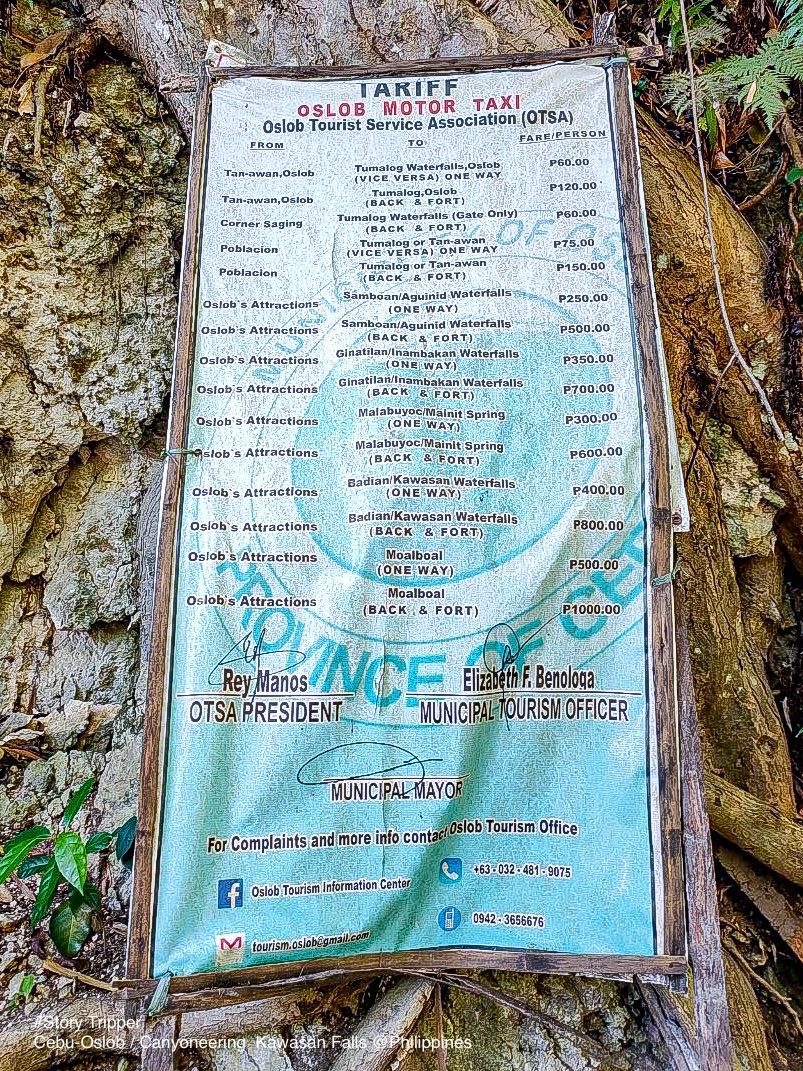 TARIFF
OSLOB MOTOR TAXI
Oslob Tourist Service Association (OTSA)
FROM TO FARE/PERSON
Tan-awan,Oslob Tumalog Waterfalls,Oslob P60.00
(VICE VERSA) ONE WAY
Tan-awan,Oslob Tumalog,Oslob P120.00
(BACK & FORT)
Corner Saging Tumalog Waterfalls (Gate Only) P60.00
(BACK & FORT)
Poblacion Tumalog or Tan-awan P75.00
(VICE VERSA) ONE WAY
Poblacion Tumalog or Tan-awan P150.00
(BACK & FORT)
Oslob`s Attractions Samboan/Aguinid Waterfalls P250.00
(ONE WAY)
Oslob`s Attractions Samboan/Aguinid Waterfalls P500.00
(BACK & FORT)
Oslob`s Attractions Ginatilan/Inambakan Waterfalls P350.00
(ONE WAY)
Oslob`s Attractions Ginatilan/Inambakan Waterfalls P700.00
(BACK & FORT)
Oslob`s Attractions Malabuyoc/Mainit Spring P300.00
(ONE WAY)
Oslob`s Attractions Malabuyoc/Mainit Spring P600.00
(BACK & FORT)
Oslob`s Attractions Badian/Kawasan Waterfalls P400.00
(ONE WAY)
Oslob`s Attractions Badian/Kawasan Waterfalls P800.00
(BACK & FORT)
Oslob`s Attractions Moalboal P500.00
(ONE WAY)
Oslob`s Attractions Moalboal P1000.00
(BACK & FORT)
PROVINCE OF CEB
Rey Manos Elizabeth F. Benologa
OTSA PRESIDENT MUNICIPAL TOURISM OFFICER
MUNICIPAL MAYOR
For Complaints and more info contact Oslob Tourism Office
Oslob Tourism Information Center +63 - 032 - 481 - 9075
0942 - 3656676
tourism.oslob@gmail.com
#Story Tripper
Cebu-Oslob / Canyoneering, Kawasan Falls @Philippines